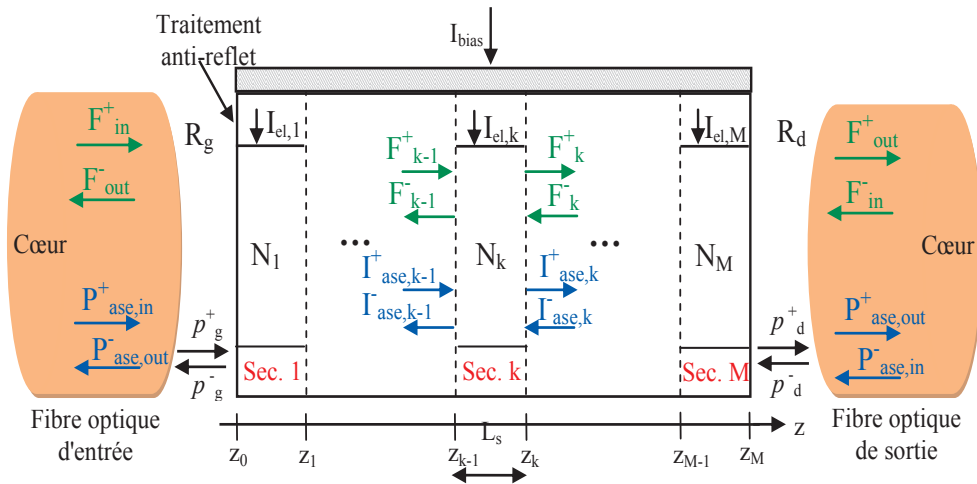 Traitement
anti-reflet
I_bias
F^+_in
F^-_out
Cœur
P^+_ase,in
P^-_ase,out
Fibre optique
d'entrée
R_g
p^+_g
p^-_g
I_el,1
N_1
Sec. 1
F^+_k-1
F^-_k-1
...
I^+_ase,k-1
I^-_ase,k-1
I_el,k
N_k
Sec. k
F^+_k
F^-_k
...
I^+_ase,k
I^-_ase,k
I_el,M
N_M
Sec. M
R_d
p^+_d
p^-_d
F^+_out
F^-_in
Cœur
P^+_ase,out
P^-_ase,in
Fibre optique
de sortie
L_s
z
z_0
z_1
z_k-1
z_k
z_M-1
z_M